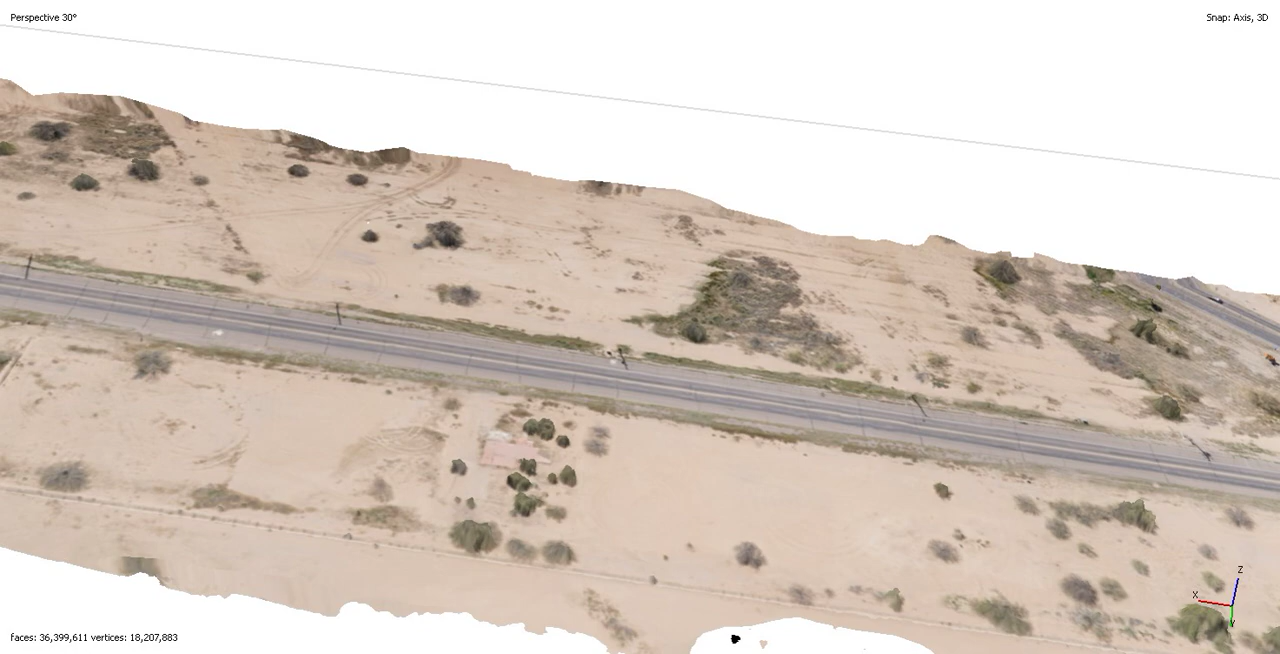 Perspective 30°
Snap: Axis, 3D
Z
X
Y
faces: 36,399,611 vertices: 18,207,883